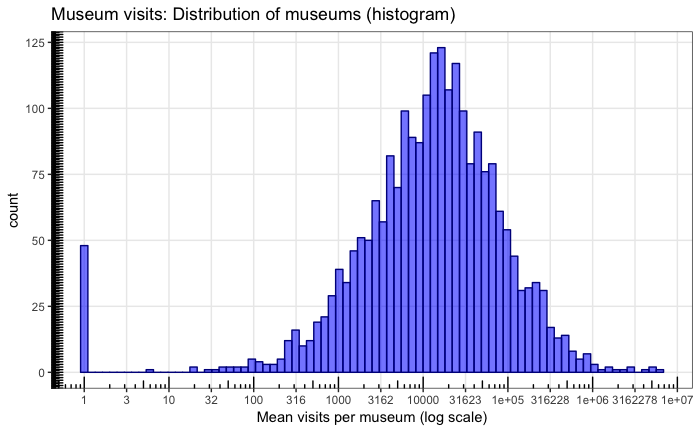 Museum visits: Distribution of museums (histogram)
125
100
75
50
25
0
count
1 3 10 32 100 316 1000 3162 10000 31623 1e+05 316228 1e+06 3162278 1e+07
Mean visits per museum (log scale)